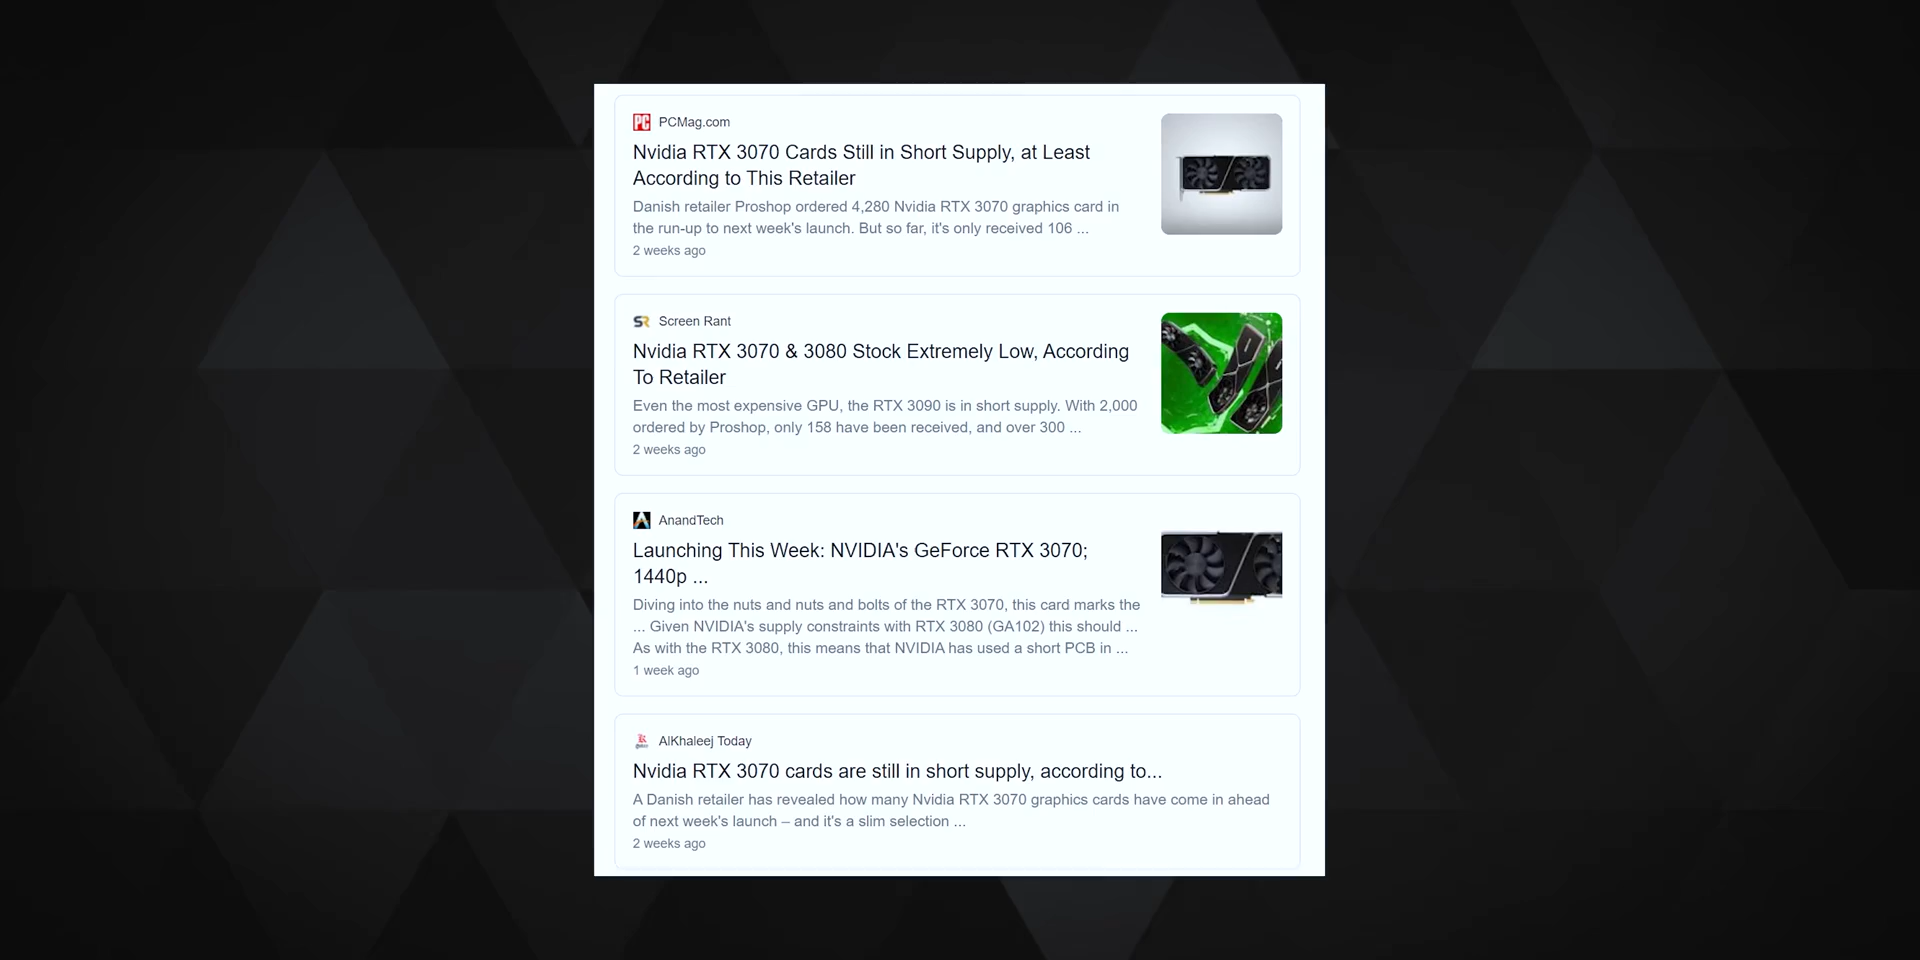 PCMag.com
Nvidia RTX 3070 Cards Still in Short Supply, at Least
According to This Retailer
Danish retailer Proshop ordered 4,280 Nvidia RTX 3070 graphics card in
the run-up to next week's launch. But so far, it's only received 106 ...
2 weeks ago
Screen Rant
Nvidia RTX 3070 & 3080 Stock Extremely Low, According
To Retailer
Even the most expensive GPU, the RTX 3090 is in short supply. With 2,000
ordered by Proshop, only 158 have been received, and over 300 ...
2 weeks ago
AnandTech
Launching This Week: NVIDIA's GeForce RTX 3070;
1440p ...
Diving into the nuts and nuts and bolts of the RTX 3070, this card marks the
... Given NVIDIA's supply constraints with RTX 3080 (GA102) this should ...
As with the RTX 3080, this means that NVIDIA has used a short PCB in ...
1 week ago
AlKhaleej Today
Nvidia RTX 3070 cards are still in short supply, according to...
A Danish retailer has revealed how many Nvidia RTX 3070 graphics cards have come in ahead
of next week's launch – and it's a slim selection ...
2 weeks ago